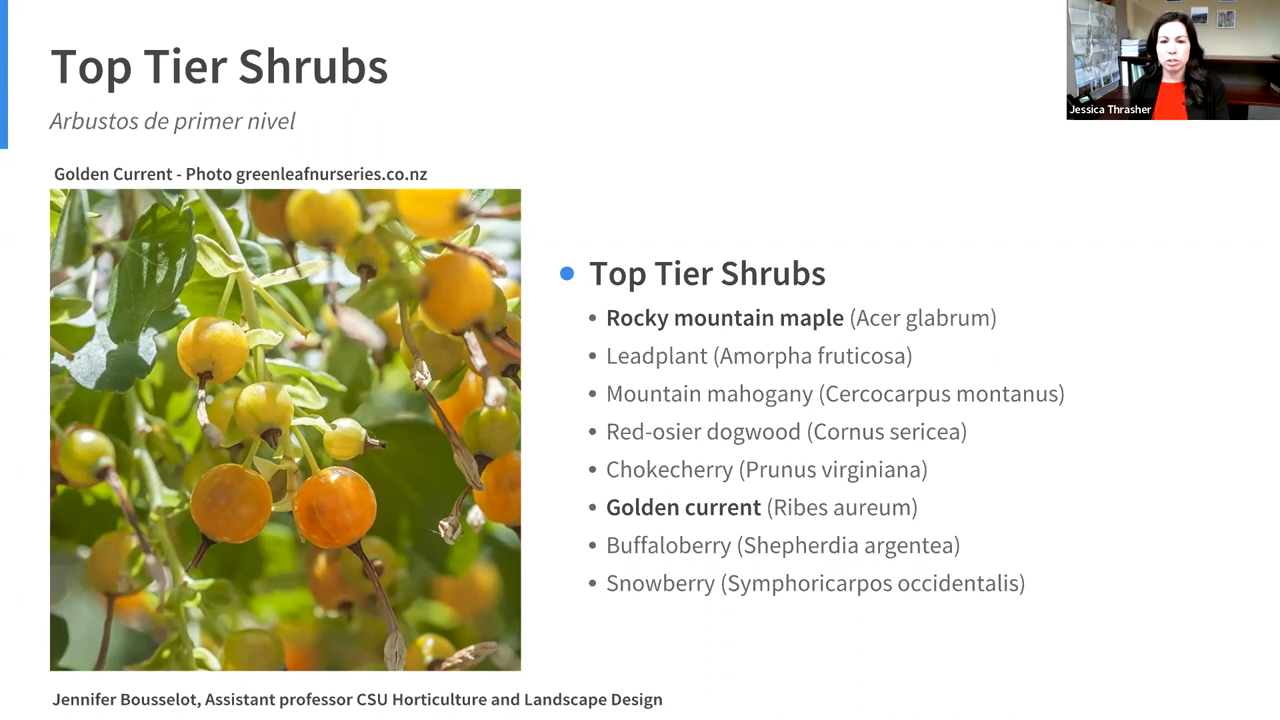 Top Tier Shrubs
Arbustos de primer nivel
Jessica Thrasher
Golden Current - Photo greenleafnurseries.co.nz
Top Tier Shrubs
Rocky mountain maple (Acer glabrum)
Leadplant (Amorpha fruticosa)
Mountain mahogany (Cercocarpus montanus)
Red-osier dogwood (Cornus sericea)
Chokecherry (Prunus virginiana)
Golden current (Ribes aureum)
Buffaloberry (Shepherdia argentea)
Snowberry (Symphoricarpos occidentalis)
Jennifer Bousselot, Assistant professor CSU Horticulture and Landscape Design